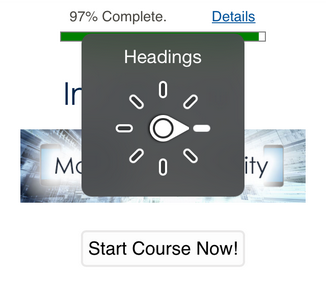 97% Complete. Details
Headings
Start Course Now!